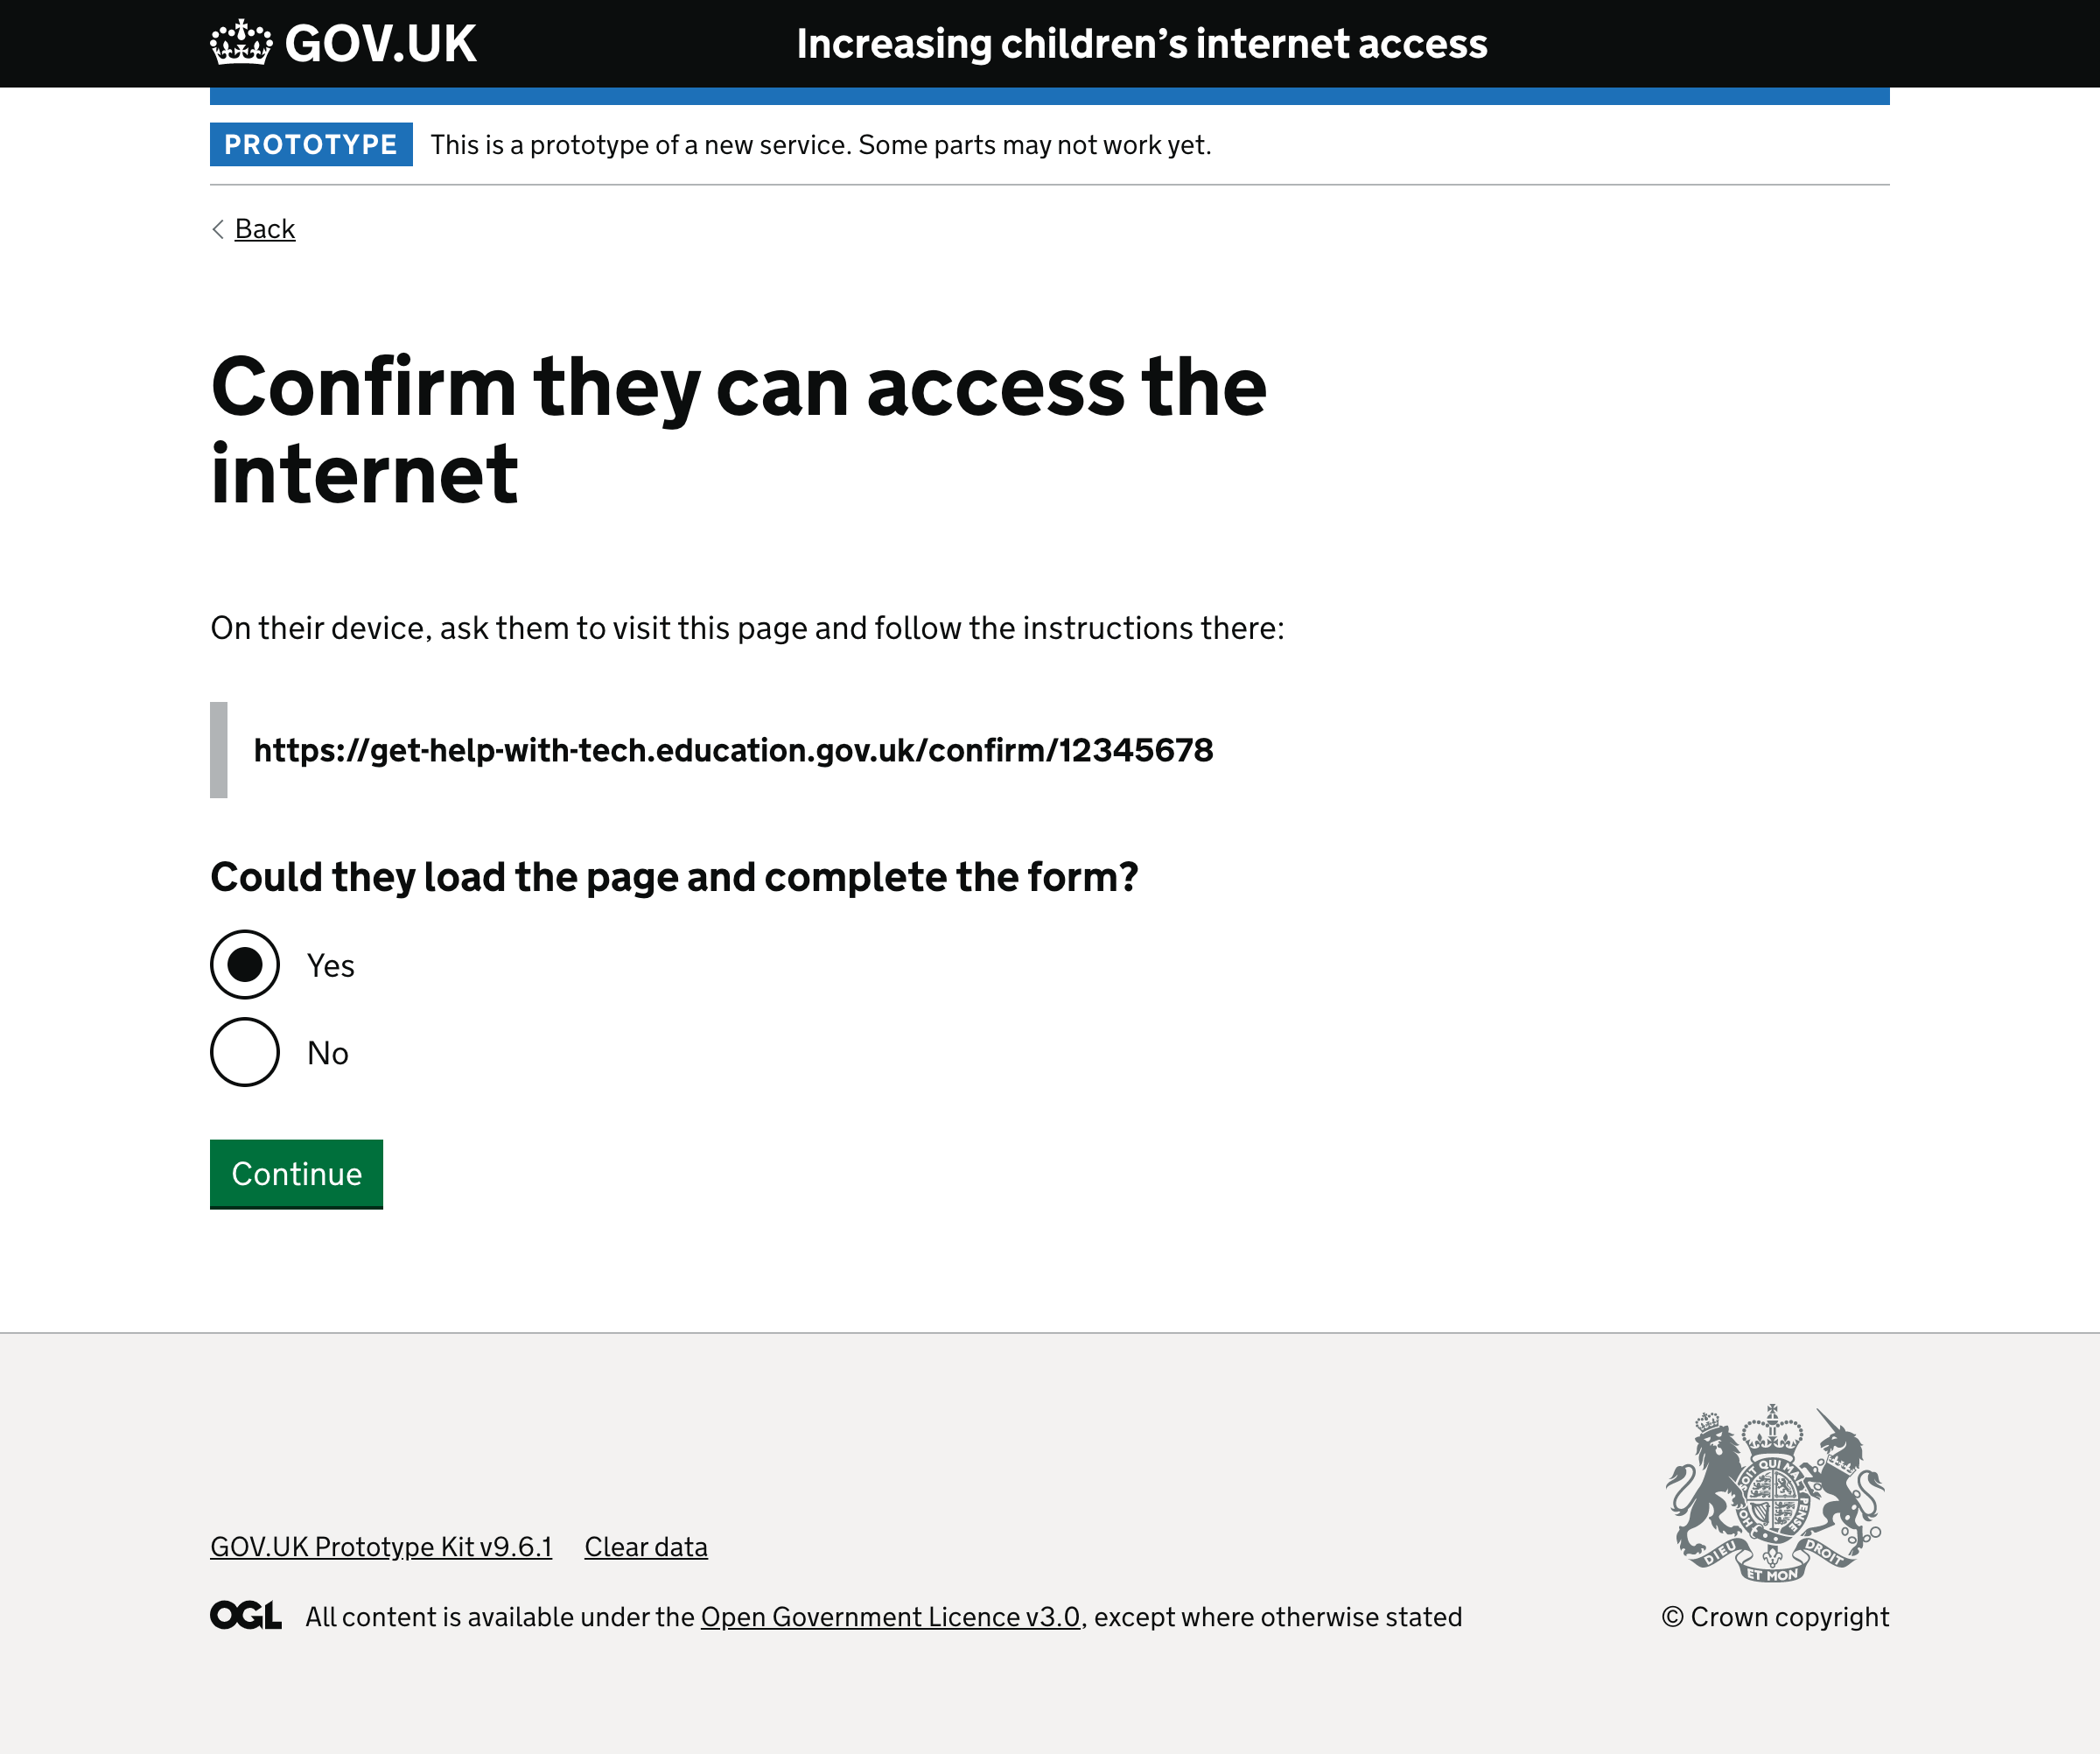 GOV.UK
Increasing children’s internet access
PROTOTYPE This is a prototype of a new service. Some parts may not work yet.
Back
Confirm they can access the
internet
On their device, ask them to visit this page and follow the instructions there:
https://get-help-with-tech.education.gov.uk/confirm/12345678
Could they load the page and complete the form?
Yes
No
Continue
GOV.UK Prototype Kit v9.6.1 Clear data
OGL All content is available under the Open Government Licence v3.0, except where otherwise stated
SOIT QUI MAL PENSE
HO
DIEU ET MON DROIT
© Crown copyright